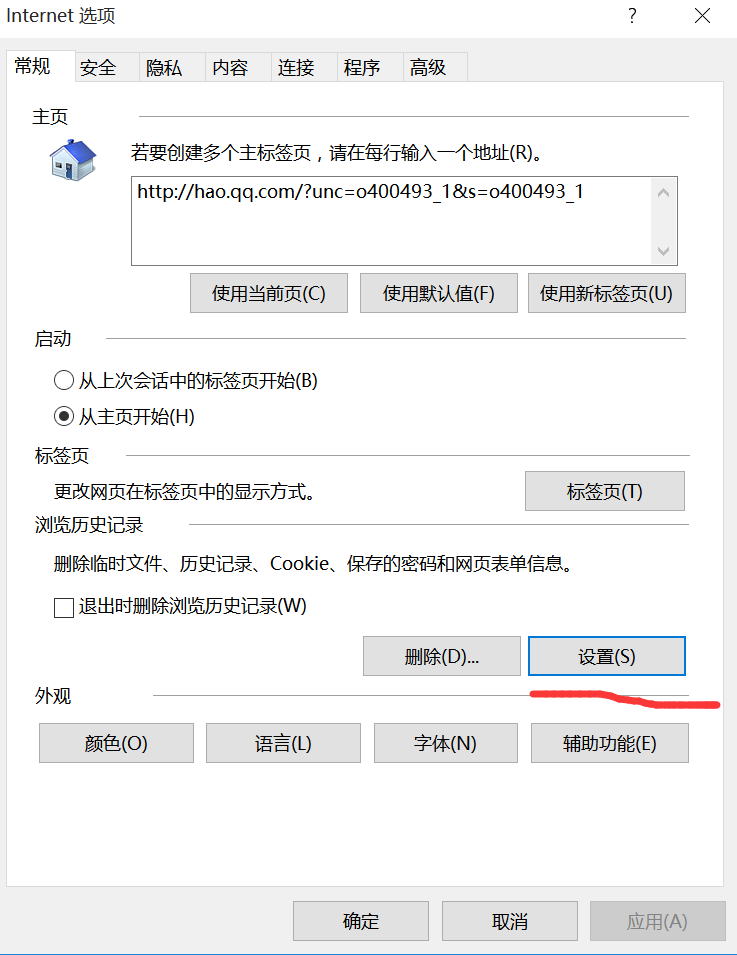 Internet 选项 ?
常规 安全 隐私 内容 连接 程序 高级
主页
若要创建多个主标签页，请在每行输入一个地址(R)。
http://hao.qq.com/?unc=o400493_1&s=o400493_1
使用当前页(C) 使用默认值(F) 使用新标签页(U)
启动
从上次会话中的标签页开始(B)
从主页开始(H)
标签页
更改网页在标签页中的显示方式。 标签页(T)
浏览历史记录
删除临时文件、历史记录、Cookie、保存的密码和网页表单信息。
退出时删除浏览历史记录(W)
删除(D)... 设置(S)
外观
颜色(O) 语言(L) 字体(N) 辅助功能(E)
确定 取消 应用(A)